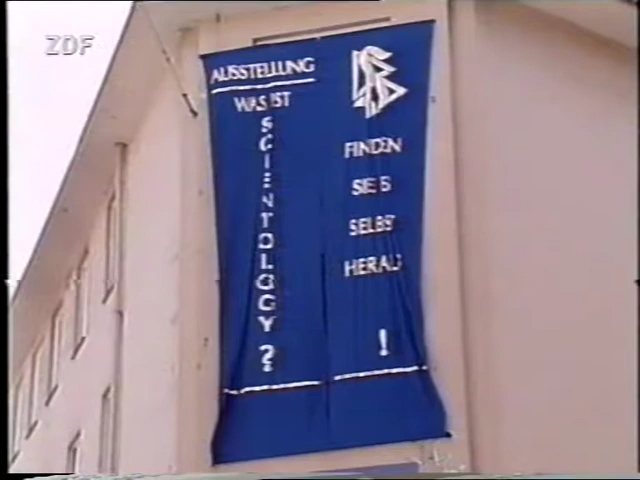 ZDF
AUSSTELLUNG
WAS IST
SCIENTOLOGY?
FINDEN
SIE ES
SELBST
HERAUS
!